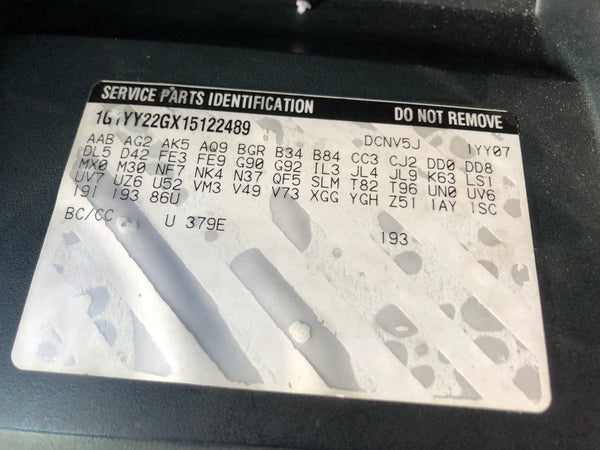 SERVICE PARTS IDENTIFICATION DO NOT REMOVE
1G1YY22GX15122489 DCNV5J 1YY07
AAB AG2 AK5 AQ9 BGR B34 B84 CC3 CJ2 DD0 DD8
DL5 D42 FE3 FE9 G90 G92 IL3 JL4 JL9 K63 LS1
MX0 M30 NF7 NK4 N37 QF5 SLM T82 T96 UN0 UV6
UV7 UZ6 U52 VM3 V49 V73 XGG YGH Z51 1AY 1SC
19I 193 86U
BC/CC U 379E 193